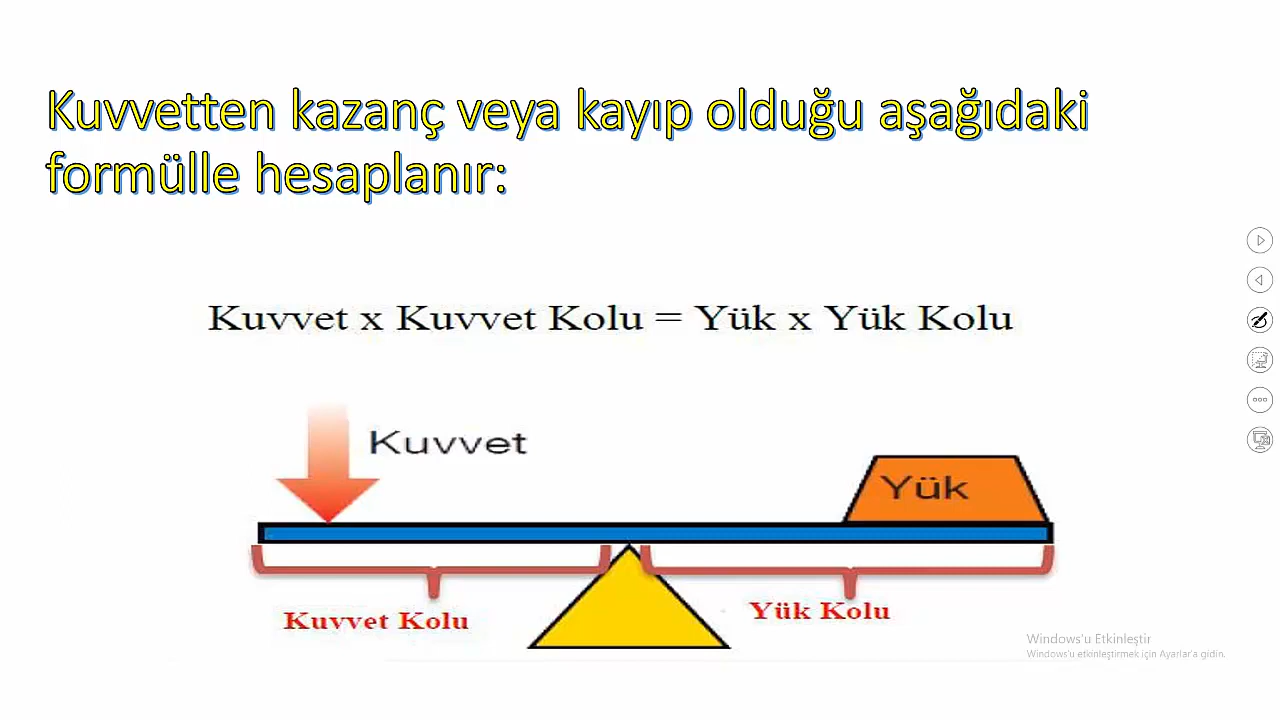 Kuvvetten kazanç veya kayıp olduğu aşağıdaki
formülle hesaplanır:
Kuvvet x Kuvvet Kolu = Yük x Yük Kolu
Kuvvet
Yük
Kuvvet Kolu
Yük Kolu
Windows'u Etkinleştir
Windows'u etkinleştirmek için Ayarlar'a gidin.